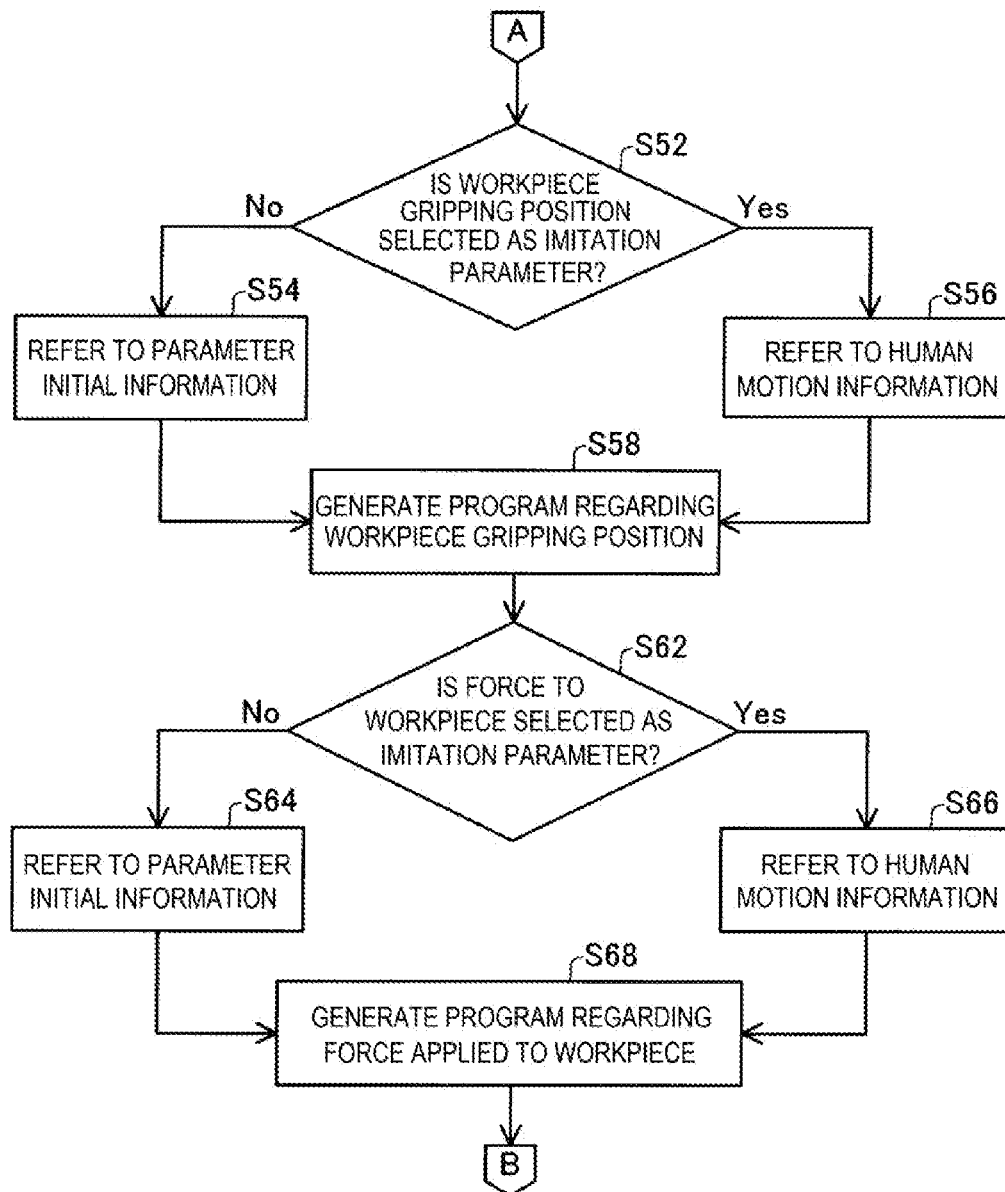 A
S52
IS WORKPIECE
GRIPPING POSITION
SELECTED AS IMITATION
PARAMETER?
No
Yes
S54
REFER TO PARAMETER
INITIAL INFORMATION
S56
REFER TO HUMAN
MOTION INFORMATION
S58
GENERATE PROGRAM REGARDING
WORKPIECE GRIPPING POSITION
S62
IS FORCE TO
WORKPIECE SELECTED AS
IMITATION PARAMETER?
No
Yes
S64
REFER TO PARAMETER
INITIAL INFORMATION
S66
REFER TO HUMAN
MOTION INFORMATION
S68
GENERATE PROGRAM REGARDING
FORCE APPLIED TO WORKPIECE
B